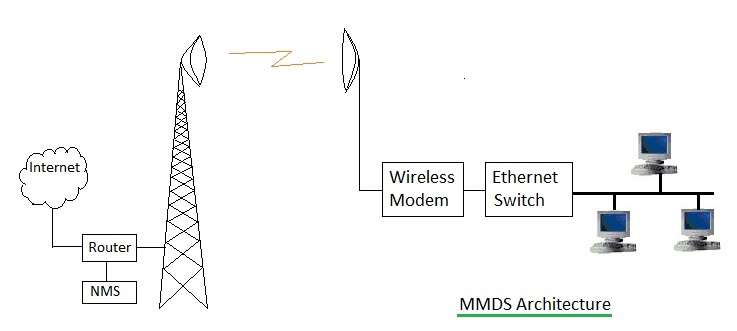 Internet
Router
NMS
Wireless
Modem
Ethernet
Switch
MMDS Architecture